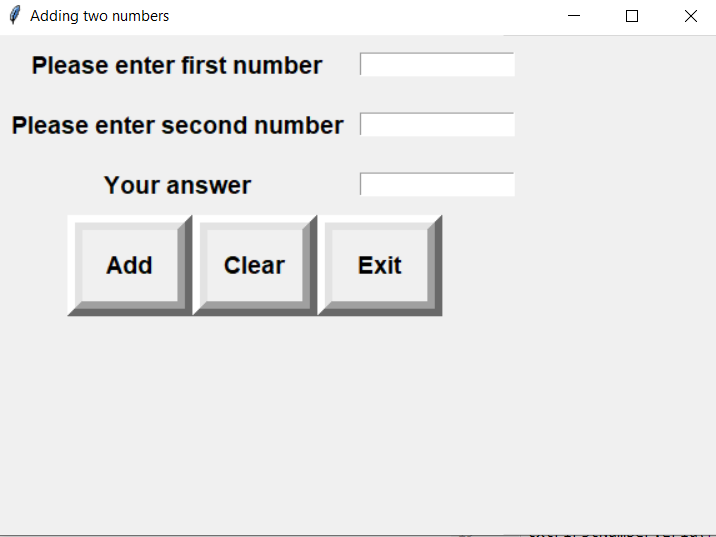 Adding two numbers
Please enter first number
Please enter second number
Your answer
Add Clear Exit